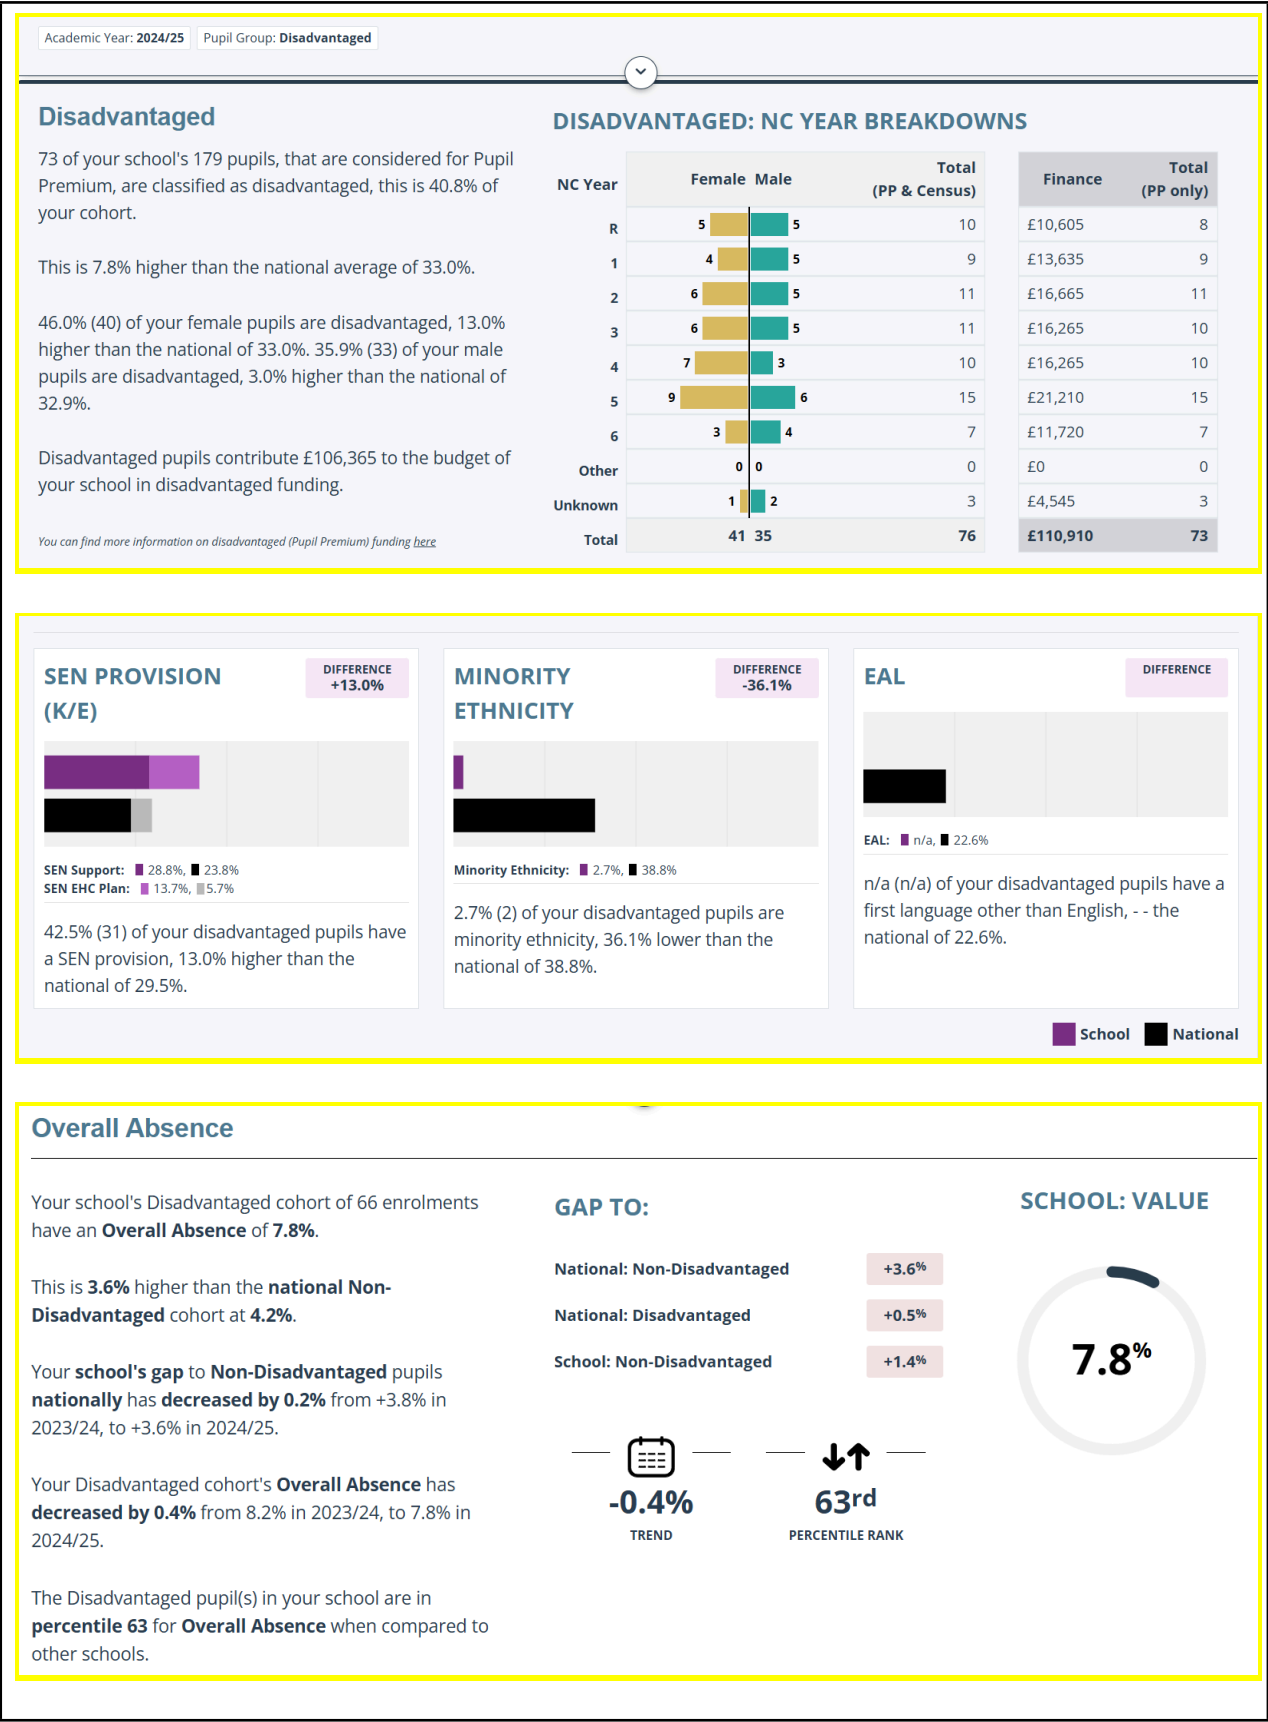 Academic Year: 2024/25 Pupil Group: Disadvantaged
Disadvantaged
73 of your school's 179 pupils, that are considered for Pupil
Premium, are classified as disadvantaged, this is 40.8% of
your cohort.
This is 7.8% higher than the national average of 33.0%.
46.0% (40) of your female pupils are disadvantaged, 13.0%
higher than the national of 33.0%. 35.9% (33) of your male
pupils are disadvantaged, 3.0% higher than the national of
32.9%.
Disadvantaged pupils contribute £106,365 to the budget of
your school in disadvantaged funding.
You can find more information on disadvantaged (Pupil Premium) funding here
DISADVANTAGED: NC YEAR BREAKDOWNS
NC Year Female Male Total (PP & Census) Finance Total (PP only)
R 5 5 10 £10,605 8
1 4 5 9 £13,635 9
2 6 5 11 £16,665 11
3 6 5 11 £16,265 10
4 7 3 10 £16,265 10
5 9 6 15 £21,210 15
6 3 4 7 £11,720 7
Other 0 0 0 £0 0
Unknown 1 2 3 £4,545 3
Total 41 35 76 £110,910 73
SEN PROVISION
(K/E)
DIFFERENCE
+13.0%
SEN Support: 28.8%, 23.8%
SEN EHC Plan: 13.7%, 5.7%
42.5% (31) of your disadvantaged pupils have
a SEN provision, 13.0% higher than the
national of 29.5%.
MINORITY
ETHNICITY
DIFFERENCE
-36.1%
Minority Ethnicity: 2.7%, 38.8%
2.7% (2) of your disadvantaged pupils are
minority ethnicity, 36.1% lower than the
national of 38.8%.
EAL
DIFFERENCE
EAL: n/a, 22.6%
n/a (n/a) of your disadvantaged pupils have a
first language other than English, - - the
national of 22.6%.
School National
Overall Absence
Your school's Disadvantaged cohort of 66 enrolments
have an Overall Absence of 7.8%.
This is 3.6% higher than the national Non-
Disadvantaged cohort at 4.2%.
Your school's gap to Non-Disadvantaged pupils
nationally has decreased by 0.2% from +3.8% in
2023/24, to +3.6% in 2024/25.
Your Disadvantaged cohort's Overall Absence has
decreased by 0.4% from 8.2% in 2023/24, to 7.8% in
2024/25.
The Disadvantaged pupil(s) in your school are in
percentile 63 for Overall Absence when compared to
other schools.
GAP TO:
National: Non-Disadvantaged +3.6%
National: Disadvantaged +0.5%
School: Non-Disadvantaged +1.4%
-0.4%
TREND
63rd
PERCENTILE RANK
SCHOOL: VALUE
7.8%